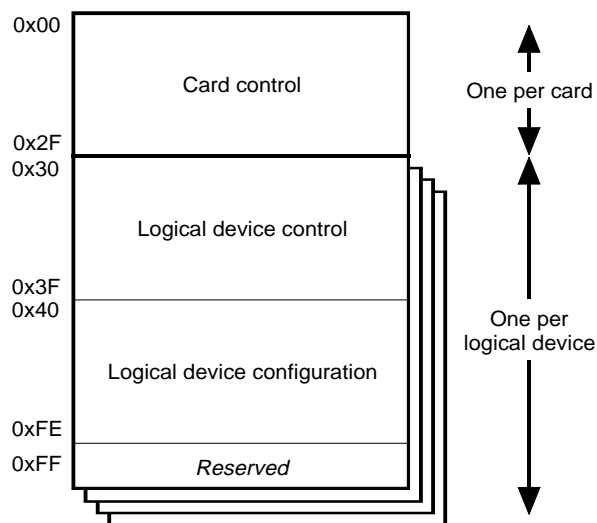 0x00
Card control
One per card
0x2F
0x30
Logical device control
0x3F
0x40
One per
logical device
Logical device configuration
0xFE
0xFF
Reserved